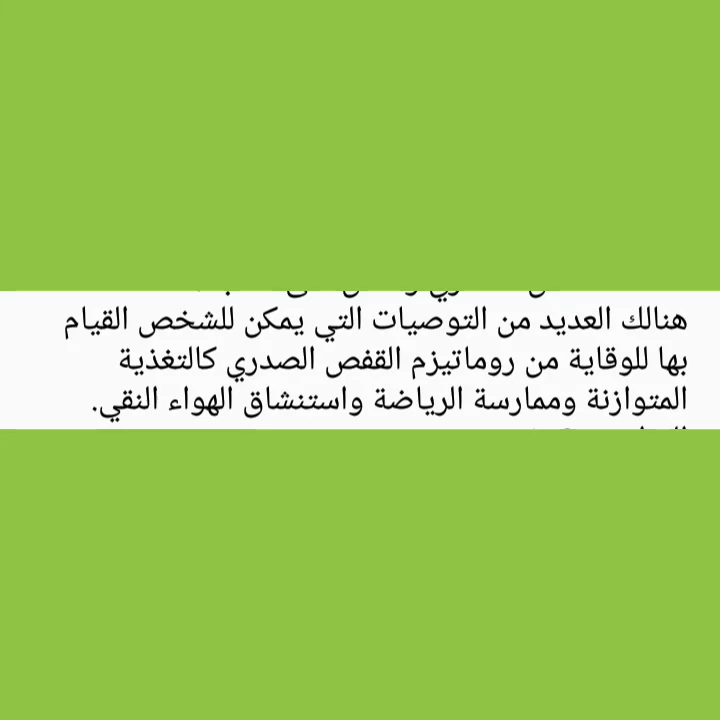 هنالك العديد من التوصيات التي يمكن للشخص القيام
بها للوقاية من روماتيزم القفص الصدري كالتغذية
المتوازنة وممارسة الرياضة واستنشاق الهواء النقي.